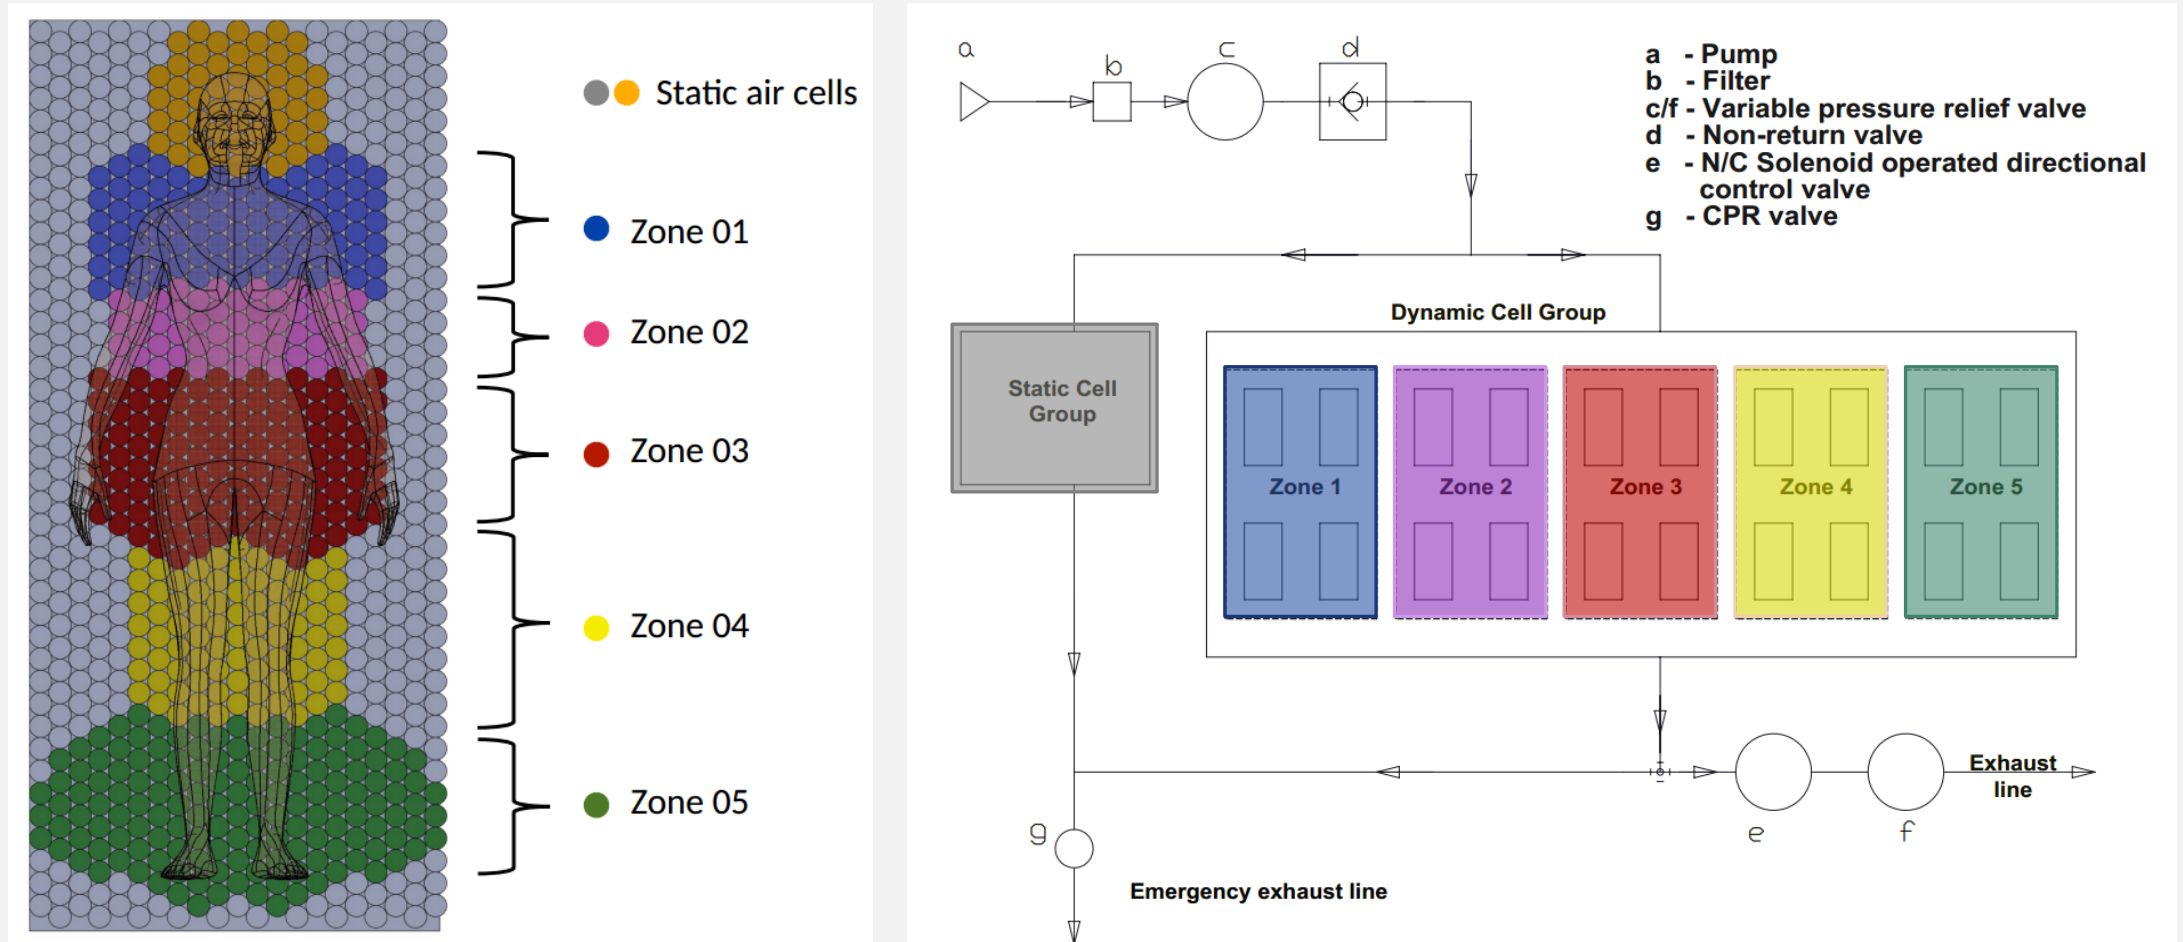 Static air cells
Zone 01
Zone 02
Zone 03
Zone 04
Zone 05
a
b
c
d
a - Pump
b - Filter
c/f - Variable pressure relief valve
d - Non-return valve
e - N/C Solenoid operated directional
control valve
g - CPR valve
Dynamic Cell Group
Static Cell
Group
Zone 1
Zone 2
Zone 3
Zone 4
Zone 5
Exhaust
line
e
f
g
Emergency exhaust line